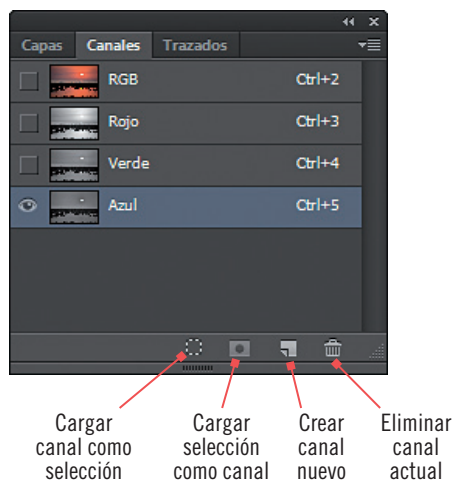 Capas Canales Trazados
RGB Ctrl+2
Rojo Ctrl+3
Verde Ctrl+4
Azul Ctrl+5
Cargar
canal como
selección
Cargar
selección
como canal
Crear
canal
nuevo
Eliminar
canal
actual